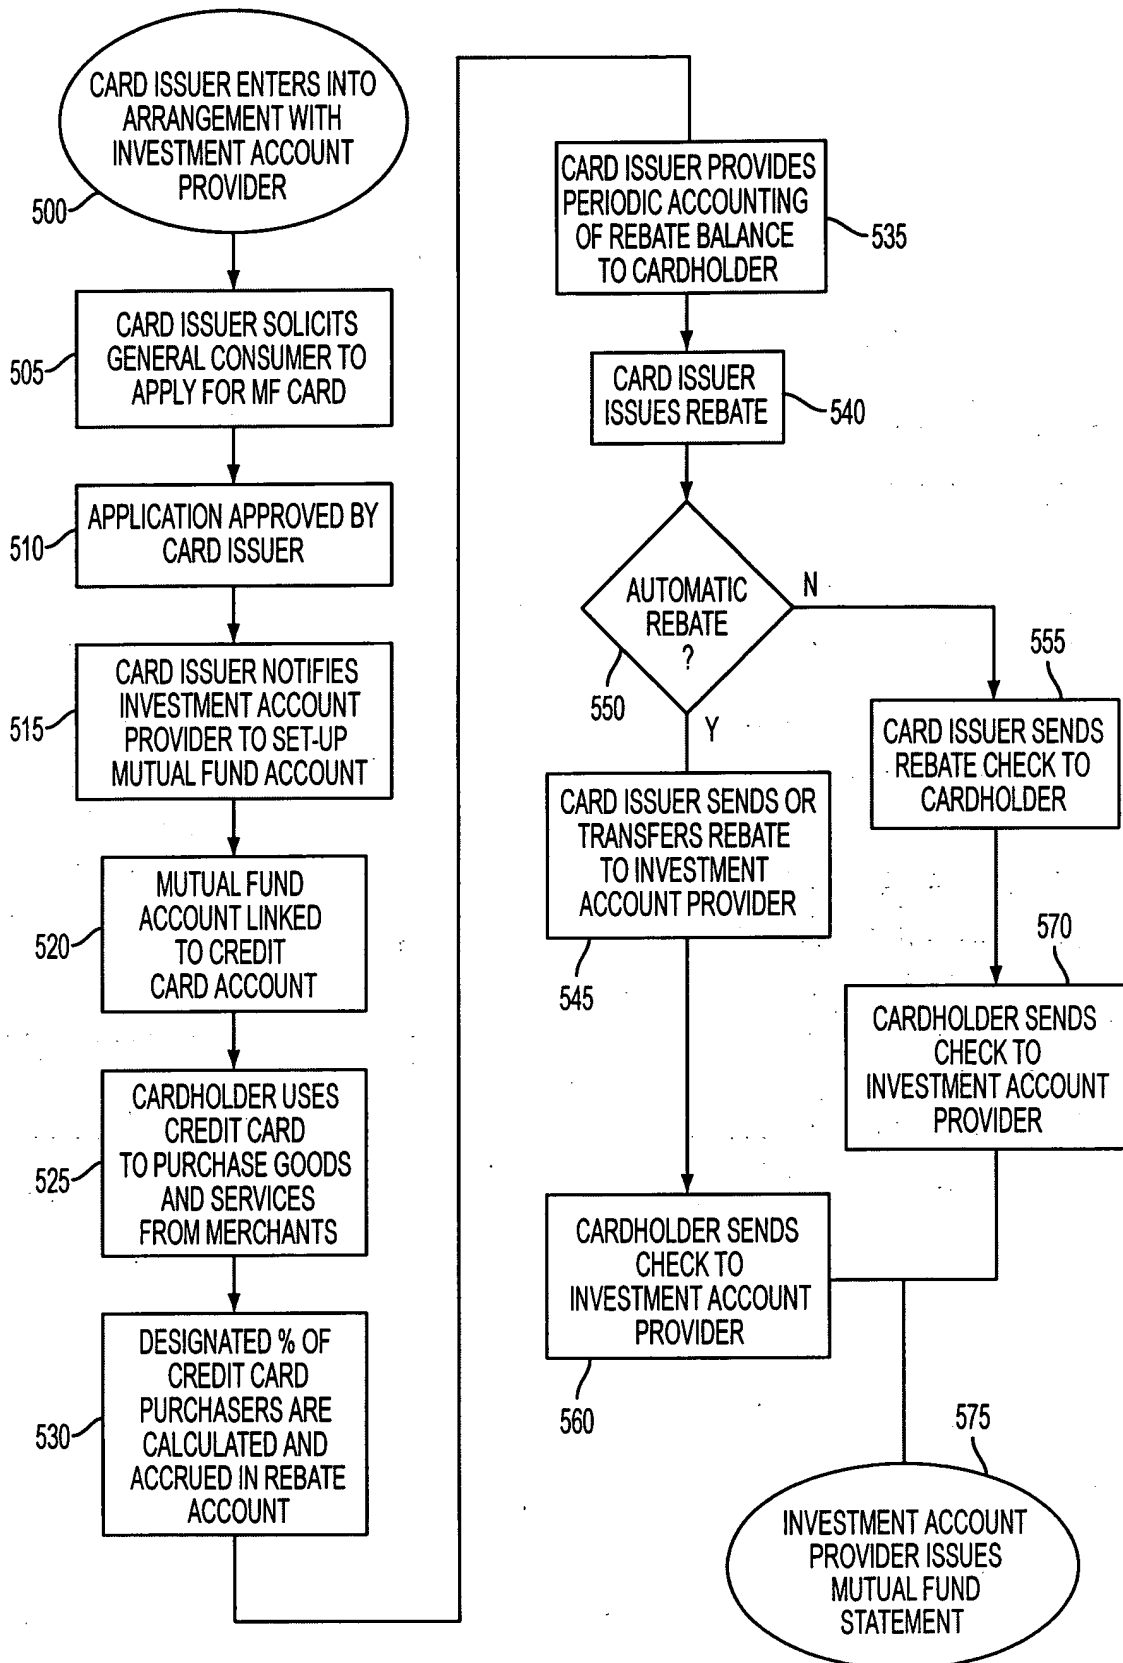 CARD ISSUER ENTERS INTO
ARRANGEMENT WITH
INVESTMENT ACCOUNT
PROVIDER
500
CARD ISSUER SOLICITS
GENERAL CONSUMER TO
APPLY FOR MF CARD
505
APPLICATION APPROVED BY
CARD ISSUER
510
CARD ISSUER NOTIFIES
INVESTMENT ACCOUNT
PROVIDER TO SET-UP
MUTUAL FUND ACCOUNT
515
MUTUAL FUND
ACCOUNT LINKED
TO CREDIT
CARD ACCOUNT
520
CARDHOLDER USES
CREDIT CARD
TO PURCHASE GOODS
AND SERVICES
FROM MERCHANTS
525
DESIGNATED % OF
CREDIT CARD
PURCHASERS ARE
CALCULATED AND
ACCRUED IN REBATE
ACCOUNT
530
CARD ISSUER PROVIDES
PERIODIC ACCOUNTING
OF REBATE BALANCE
TO CARDHOLDER
535
CARD ISSUER
ISSUES REBATE
540
AUTOMATIC
REBATE
?
550
N
Y
CARD ISSUER SENDS OR
TRANSFERS REBATE
TO INVESTMENT
ACCOUNT PROVIDER
545
555
CARD ISSUER SENDS
REBATE CHECK TO
CARDHOLDER
570
CARDHOLDER SENDS
CHECK TO
INVESTMENT ACCOUNT
PROVIDER
CARDHOLDER SENDS
CHECK TO
INVESTMENT ACCOUNT
PROVIDER
560
575
INVESTMENT ACCOUNT
PROVIDER ISSUES
MUTUAL FUND
STATEMENT